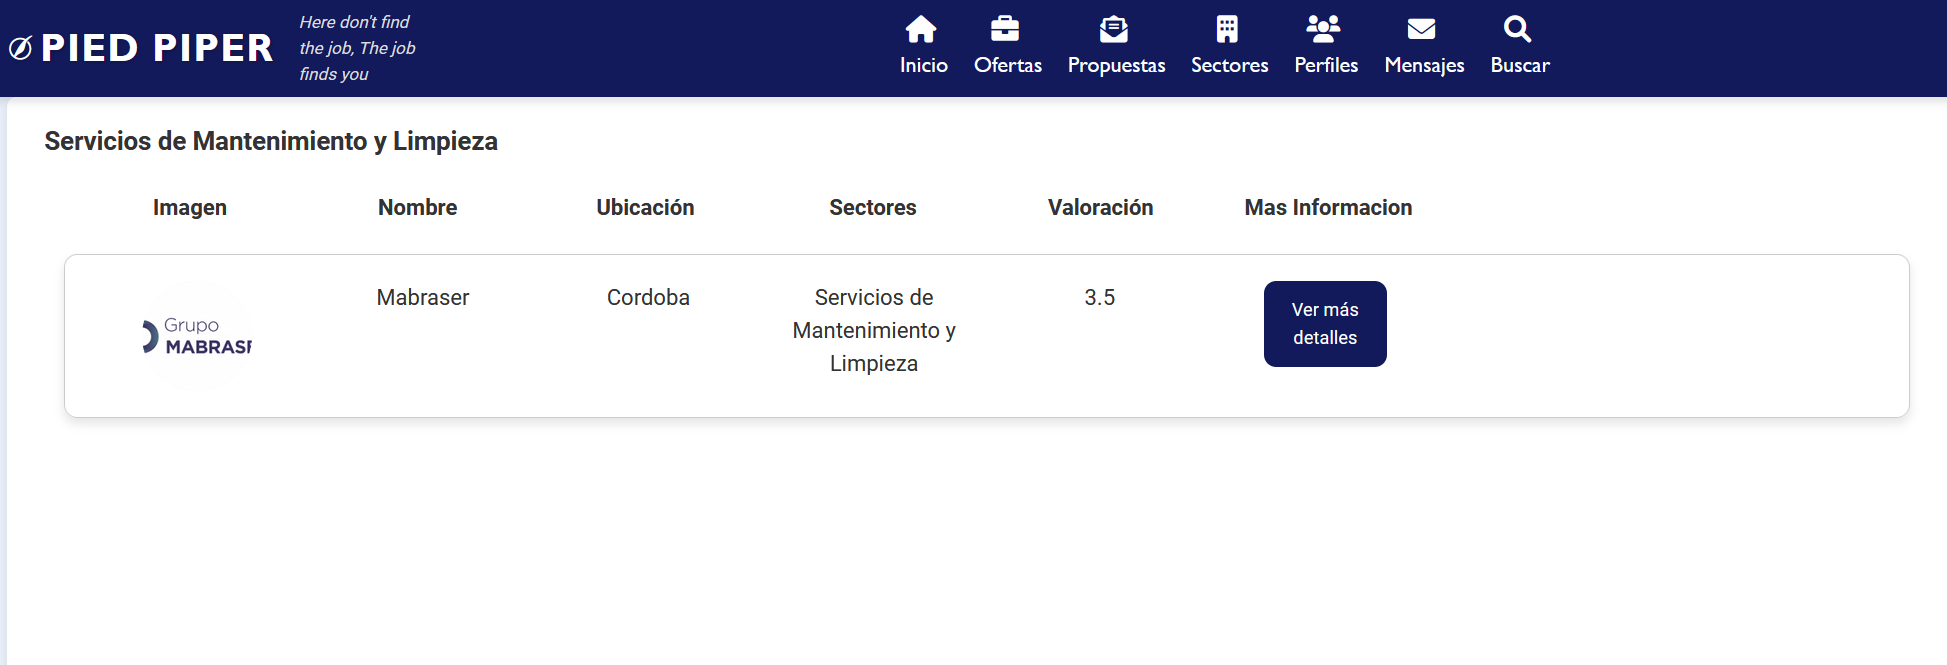 PIED PIPER
Here don't find
the job, The job
finds you
Inicio
Ofertas
Propuestas
Sectores
Perfiles
Mensajes
Buscar
Servicios de Mantenimiento y Limpieza
Imagen
Nombre
Ubicación
Sectores
Valoración
Mas Informacion
Grupo
MABRASE
Mabraser
Cordoba
Servicios de
Mantenimiento y
Limpieza
3.5
Ver más
detalles